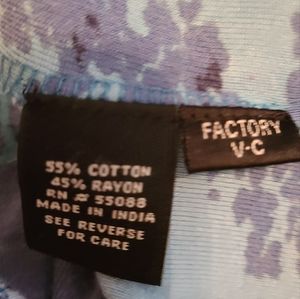 55% COTTON
45% RAYON
RN # 55088
MADE IN INDIA
SEE REVERSE
FOR CARE
FACTORY
V-C